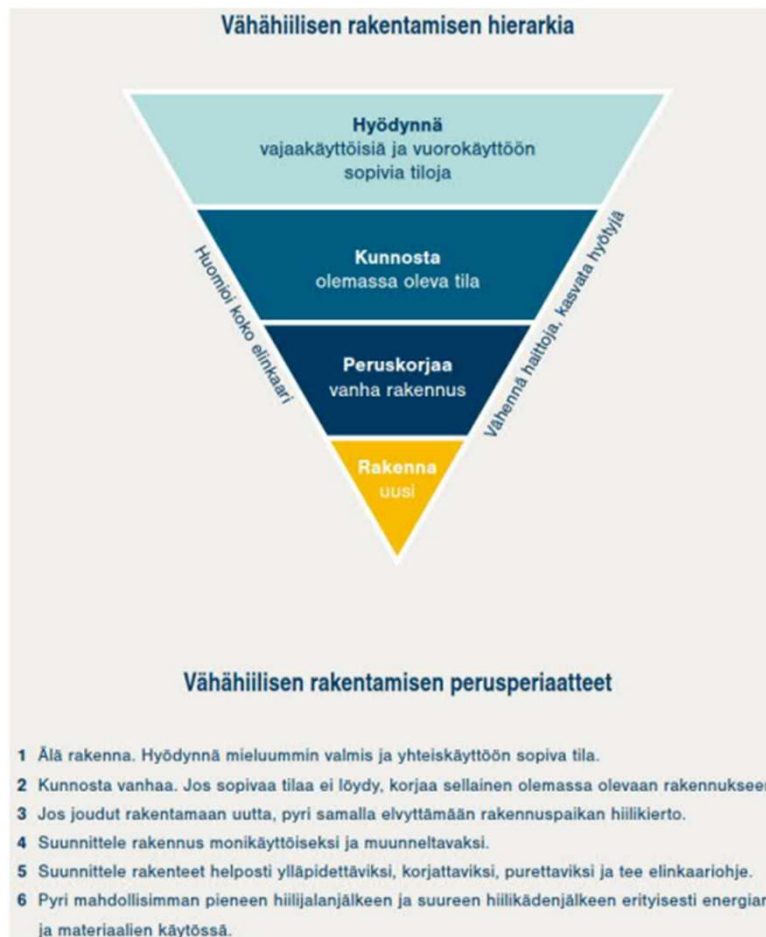 Vähähiilisen rakentamisen hierarkia
Hyödynnä
vajaakäyttöisiä ja vuorokäyttöön
sopivia tiloja
Kunnosta
olemassa oleva tila
Peruskorjaa
vanha rakennus
Rakenna
uusi
Huomioi koko elinkaari
Vähennä haittoja, kasvata hyötyjä
Vähähiilisen rakentamisen perusperiaatteet
1 Älä rakenna. Hyödynnä mieluummin valmis ja yhteiskäyttöön sopiva tila.
2 Kunnosta vanhaa. Jos sopivaa tilaa ei löydy, korjaa sellainen olemassa olevaan rakennukseen
3 Jos joudut rakentamaan uutta, pyri samalla elvyttämään rakennuspaikan hiilikierto.
4 Suunnittele rakennus monikäyttöiseksi ja muunneltavaksi.
5 Suunnittele rakenteet helposti ylläpidettäviksi, korjattaviksi, purettaviksi ja tee elinkaariohje.
6 Pyri mahdollisimman pieneen hiilijalanjälkeen ja suureen hiilikädenjälkeen erityisesti energian
ja materiaalien käytössä.